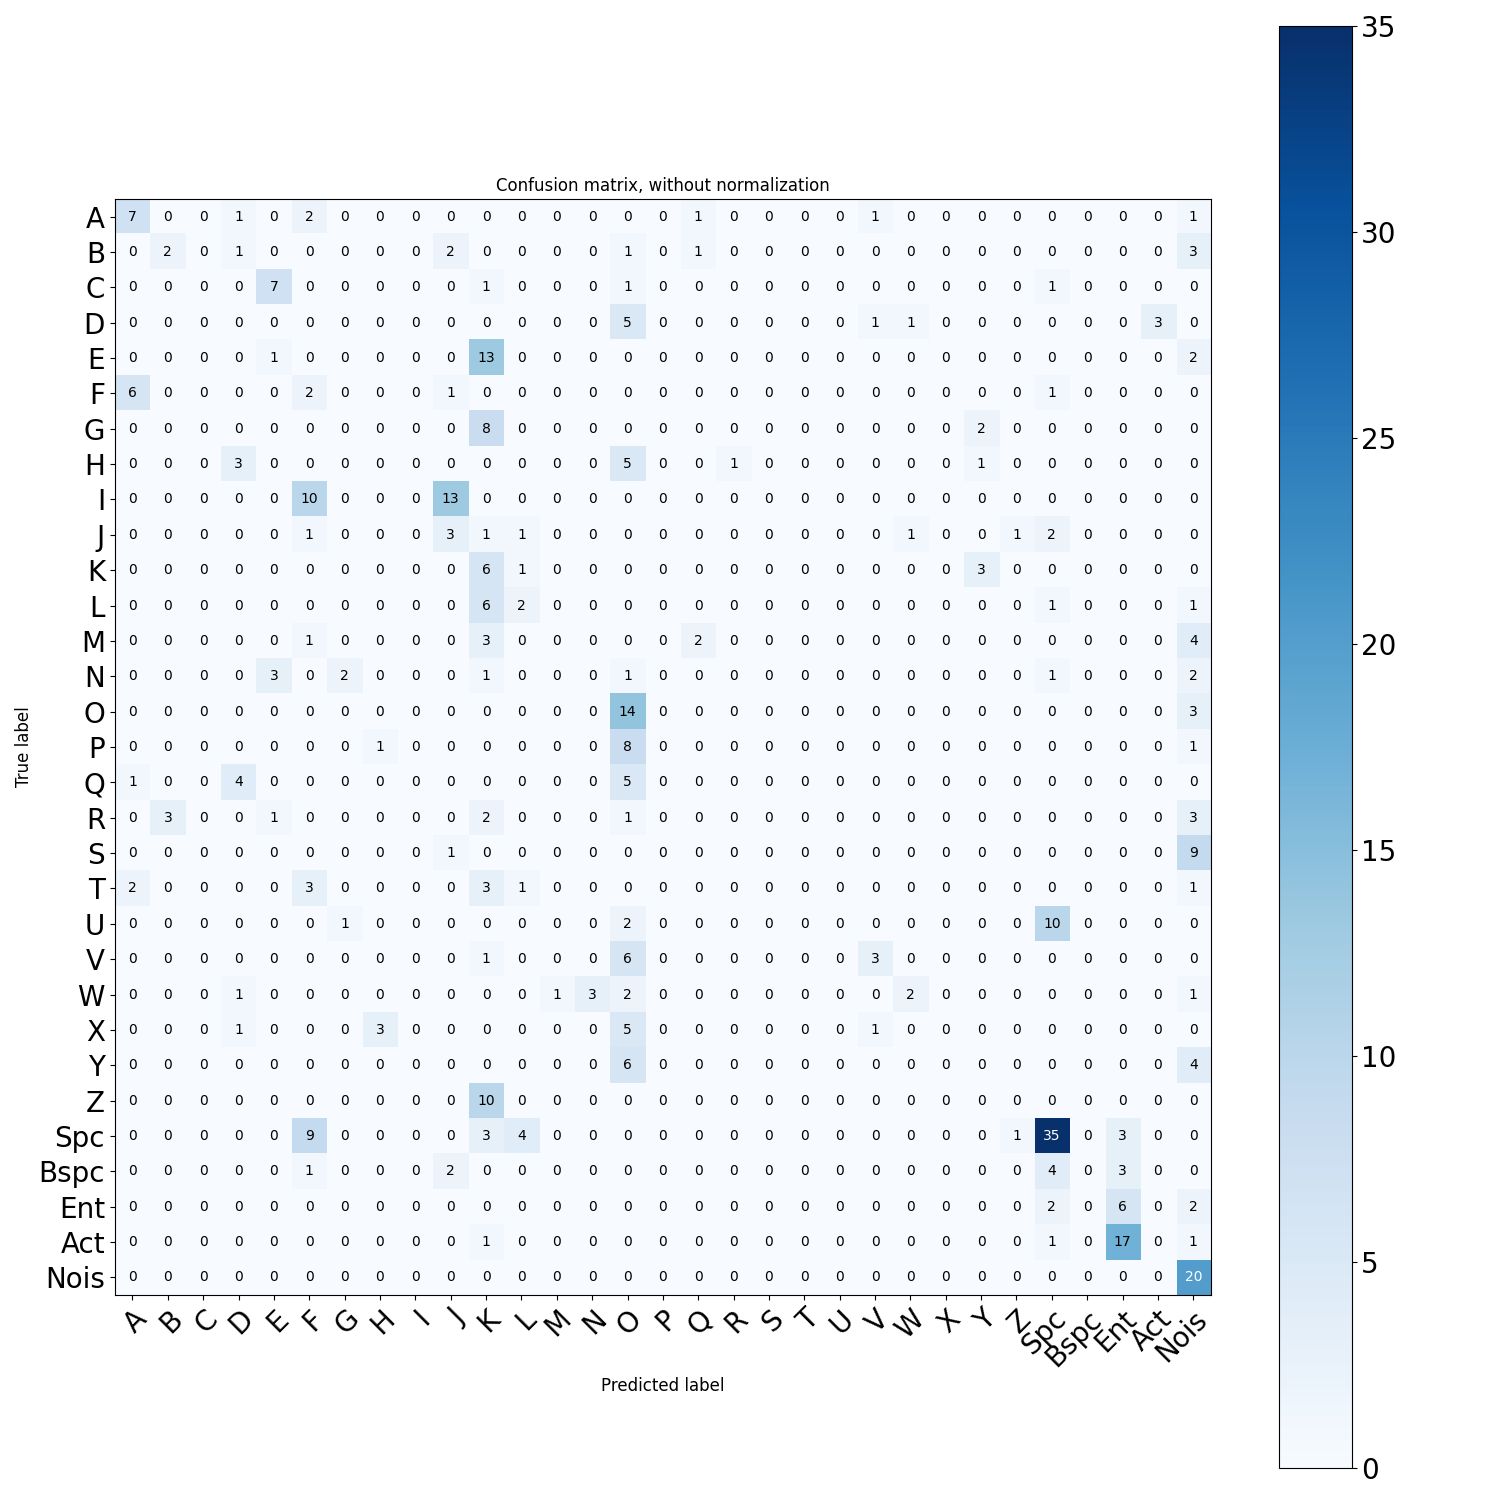 Confusion matrix, without normalization
A 7 0 0 1 0 2 0 0 0 0 0 0 0 0 0 0 1 0 0 0 0 1 0 0 0 0 0 0 0 0 1
B 0 2 0 1 0 0 0 0 0 2 0 0 0 0 1 0 1 0 0 0 0 0 0 0 0 0 0 0 0 0 3
C 0 0 0 0 7 0 0 0 0 0 1 0 0 0 1 0 0 0 0 0 0 0 0 0 0 0 1 0 0 0 0
D 0 0 0 0 0 0 0 0 0 0 0 0 0 0 5 0 0 0 0 0 0 1 1 0 0 0 0 0 0 3 0
E 0 0 0 0 1 0 0 0 0 0 13 0 0 0 0 0 0 0 0 0 0 0 0 0 0 0 0 0 0 0 2
F 6 0 0 0 0 2 0 0 0 1 0 0 0 0 0 0 0 0 0 0 0 0 0 0 0 0 1 0 0 0 0
G 0 0 0 0 0 0 0 0 0 0 8 0 0 0 0 0 0 0 0 0 0 0 0 0 2 0 0 0 0 0 0
H 0 0 0 3 0 0 0 0 0 0 0 0 0 0 5 0 0 1 0 0 0 0 0 0 1 0 0 0 0 0 0
I 0 0 0 0 0 10 0 0 0 13 0 0 0 0 0 0 0 0 0 0 0 0 0 0 0 0 0 0 0 0 0
J 0 0 0 0 0 1 0 0 0 3 1 1 0 0 0 0 0 0 0 0 0 0 1 0 0 1 2 0 0 0 0
K 0 0 0 0 0 0 0 0 0 0 6 1 0 0 0 0 0 0 0 0 0 0 0 0 3 0 0 0 0 0 0
L 0 0 0 0 0 0 0 0 0 0 6 2 0 0 0 0 0 0 0 0 0 0 0 0 0 0 1 0 0 0 1
M 0 0 0 0 0 1 0 0 0 0 3 0 0 0 0 0 2 0 0 0 0 0 0 0 0 0 0 0 0 0 4
N 0 0 0 0 3 0 2 0 0 0 1 0 0 0 1 0 0 0 0 0 0 0 0 0 0 0 1 0 0 0 2
O 0 0 0 0 0 0 0 0 0 0 0 0 0 0 14 0 0 0 0 0 0 0 0 0 0 0 0 0 0 0 3
P 0 0 0 0 0 0 0 1 0 0 0 0 0 0 8 0 0 0 0 0 0 0 0 0 0 0 0 0 0 0 1
Q 1 0 0 4 0 0 0 0 0 0 0 0 0 0 5 0 0 0 0 0 0 0 0 0 0 0 0 0 0 0 0
R 0 3 0 0 1 0 0 0 0 0 2 0 0 0 1 0 0 0 0 0 0 0 0 0 0 0 0 0 0 0 3
S 0 0 0 0 0 0 0 0 0 1 0 0 0 0 0 0 0 0 0 0 0 0 0 0 0 0 0 0 0 0 9
T 2 0 0 0 0 3 0 0 0 0 3 1 0 0 0 0 0 0 0 0 0 0 0 0 0 0 0 0 0 0 1
U 0 0 0 0 0 0 1 0 0 0 0 0 0 0 2 0 0 0 0 0 0 0 0 0 0 0 10 0 0 0 0
V 0 0 0 0 0 0 0 0 0 0 1 0 0 0 6 0 0 0 0 0 0 3 0 0 0 0 0 0 0 0 0
W 0 0 0 1 0 0 0 0 0 0 0 0 1 3 2 0 0 0 0 0 0 0 2 0 0 0 0 0 0 0 1
X 0 0 0 1 0 0 0 3 0 0 0 0 0 0 5 0 0 0 0 0 0 1 0 0 0 0 0 0 0 0 0
Y 0 0 0 0 0 0 0 0 0 0 0 0 0 0 6 0 0 0 0 0 0 0 0 0 0 0 0 0 0 0 4
Z 0 0 0 0 0 0 0 0 0 0 10 0 0 0 0 0 0 0 0 0 0 0 0 0 0 0 0 0 0 0 0
Spc 0 0 0 0 0 9 0 0 0 0 3 4 0 0 0 0 0 0 0 0 0 0 0 0 0 1 35 0 3 0 0
Bspc 0 0 0 0 0 1 0 0 0 2 0 0 0 0 0 0 0 0 0 0 0 0 0 0 0 0 4 0 3 0 0
Ent 0 0 0 0 0 0 0 0 0 0 0 0 0 0 0 0 0 0 0 0 0 0 0 0 0 0 2 0 6 0 2
Act 0 0 0 0 0 0 0 0 0 0 1 0 0 0 0 0 0 0 0 0 0 0 0 0 0 0 1 0 17 0 1
Nois 0 0 0 0 0 0 0 0 0 0 0 0 0 0 0 0 0 0 0 0 0 0 0 0 0 0 0 0 0 0 20
A B C D E F G H I J K L M N O P Q R S T U V W X Y Z Spc Bspc Ent Act Nois
Predicted label
True label
35
30
25
20
15
10
5
0